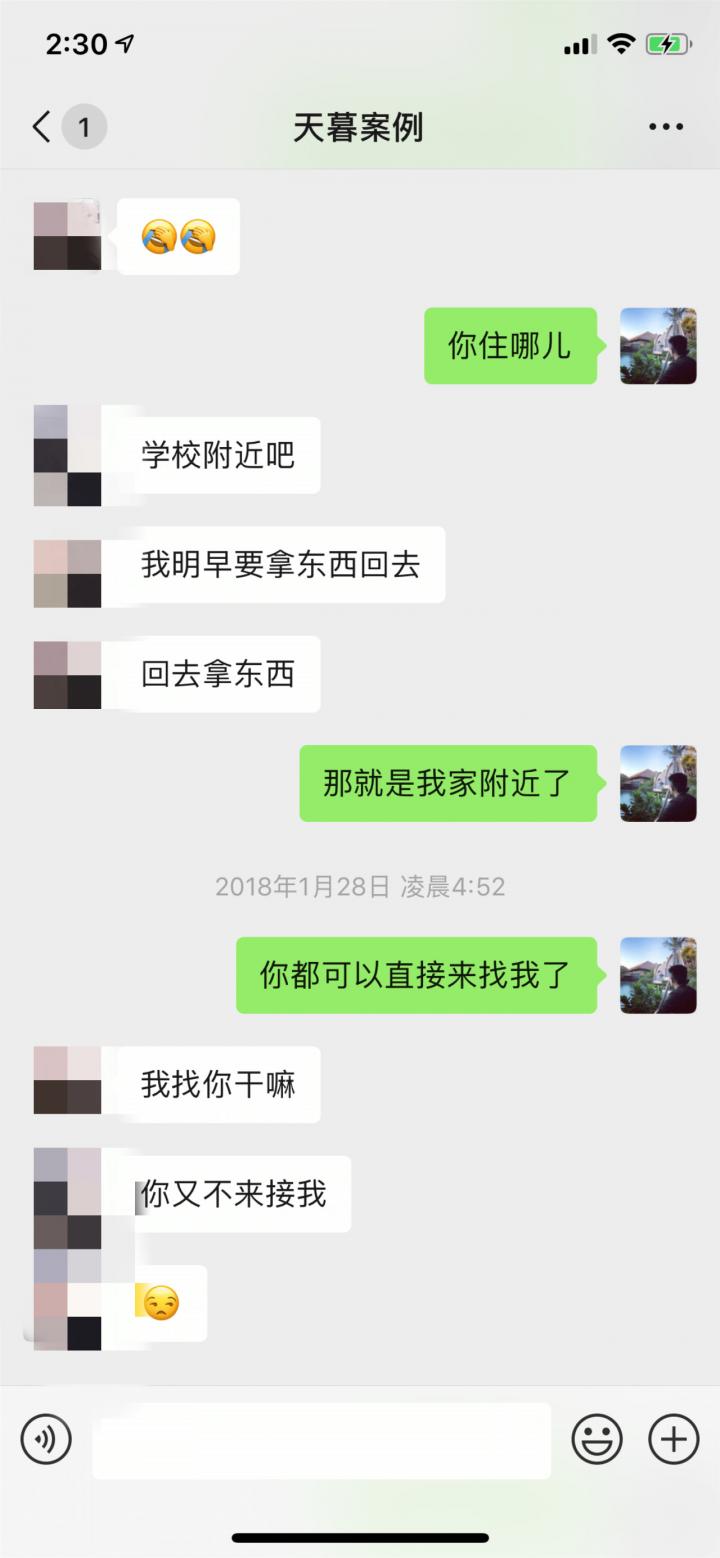 2:30
1
天暮案例
你住哪儿
学校附近吧
我明早要拿东西回去
回去拿东西
那就是我家附近了
2018年1月28日 凌晨4:52
你都可以直接来找我了
我找你干嘛
你又不来接我